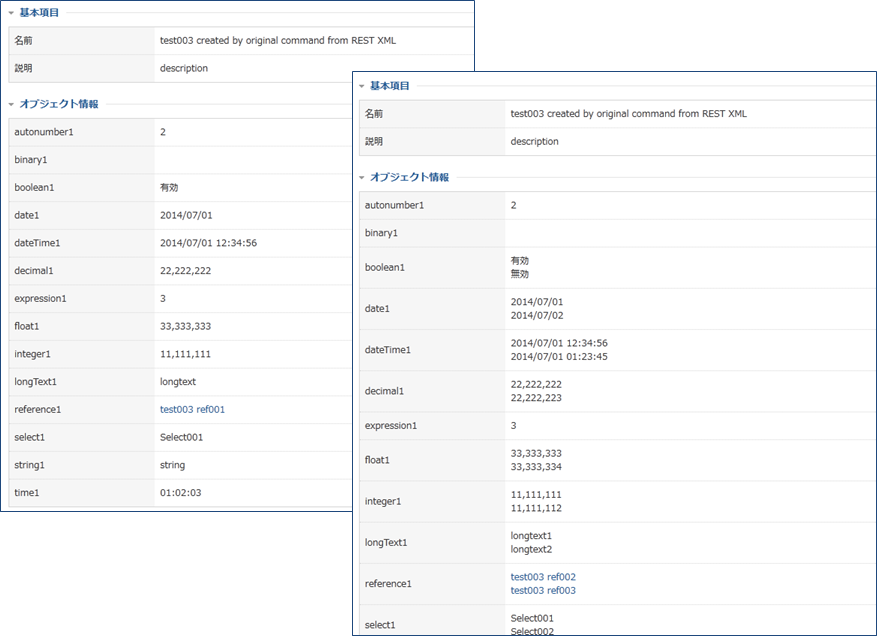 基本項目
名前 test003 created by original command from REST XML
説明 description
オブジェクト情報
autonumber1 2
binary1
boolean1 有効
date1 2014/07/01
dateTime1 2014/07/01 12:34:56
decimal1 22,222,222
expression1 3
float1 33,333,333
integer1 11,111,111
longText1 longtext
reference1 test003 ref001
select1 Select001
string1 string
time1 01:02:03
基本項目
名前 test003 created by original command from REST XML
説明 description
オブジェクト情報
autonumber1 2
binary1
boolean1 有効
無効
date1 2014/07/01
2014/07/02
dateTime1 2014/07/01 12:34:56
2014/07/01 01:23:45
decimal1 22,222,222
22,222,223
expression1 3
float1 33,333,333
33,333,334
integer1 11,111,111
11,111,112
longText1 longtext1
longtext2
reference1 test003 ref002
test003 ref003
select1 Select001
Select002